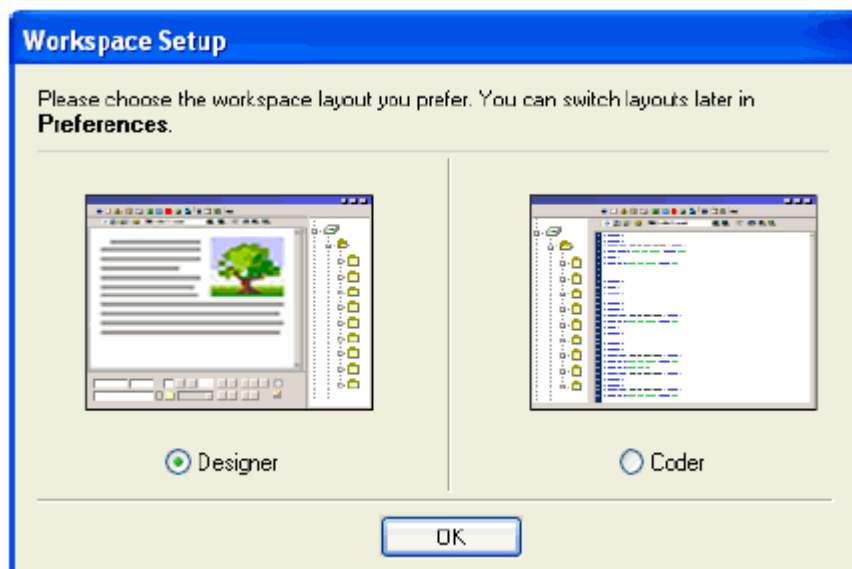 Workspace Setup
Please choose the workspace layout you prefer. You can switch layouts later in
Preferences.
Designer
Coder
OK